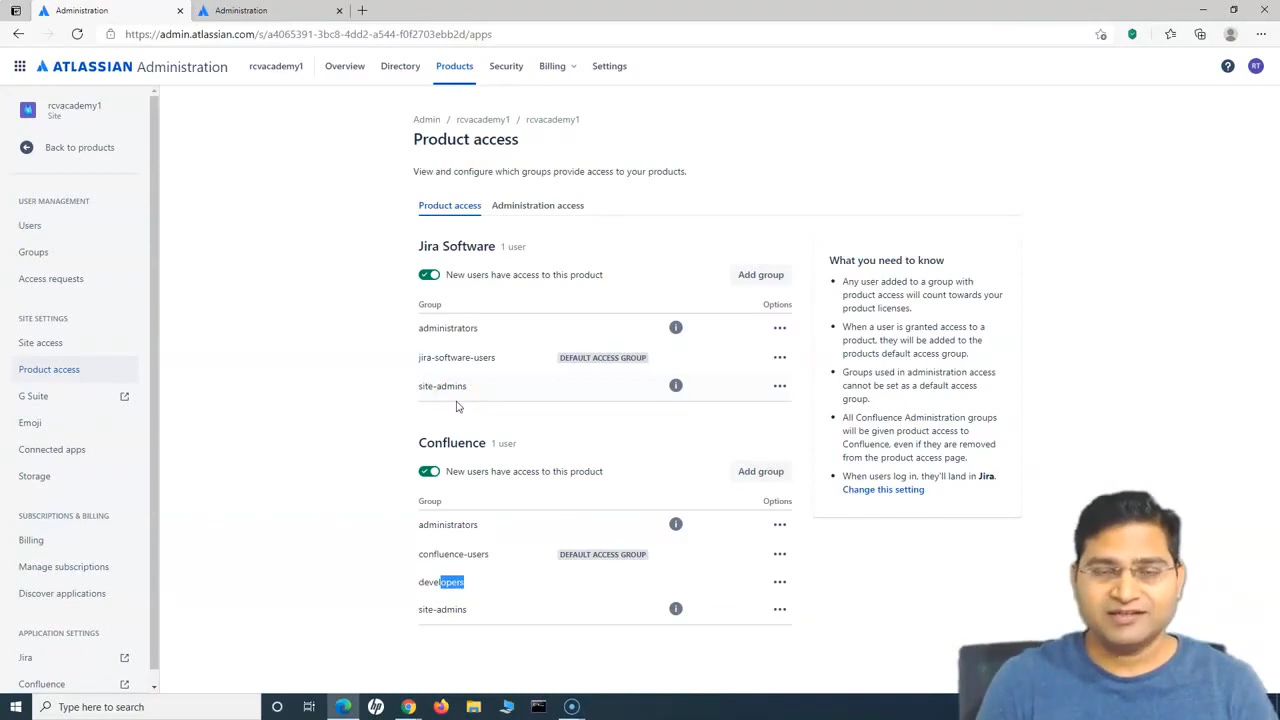 Administration
Administration
https://admin.atlassian.com/s/a4065391-3bc8-4dd2-a544-f0f2703ebb2d/apps
ATLASSIAN Administration
rcvacademy1
Overview
Directory
Products
Security
Billing
Settings
RT
rcvacademy1
Site
Back to products
USER MANAGEMENT
Users
Groups
Access requests
SITE SETTINGS
Site access
Product access
G Suite
Emoji
Connected apps
Storage
SUBSCRIPTIONS & BILLING
Billing
Manage subscriptions
Discover applications
APPLICATION SETTINGS
Jira
Confluence
Admin / rcvacademy1 / rcvacademy1
Product access
View and configure which groups provide access to your products.
Product access
Administration access
Jira Software 1 user
New users have access to this product
Add group
Group
Options
administrators
jira-software-users DEFAULT ACCESS GROUP
site-admins
Confluence 1 user
New users have access to this product
Add group
Group
Options
administrators
confluence-users DEFAULT ACCESS GROUP
developers
site-admins
What you need to know
Any user added to a group with
product access will count towards your
product licenses.
When a user is granted access to a
product, they will be added to the
products default access group.
Groups used in administration access
cannot be set as a default access
group.
All Confluence Administration groups
will be given product access to
Confluence, even if they are removed
from the product access page.
When users log in, they'll land in Jira.
Change this setting
Type here to search